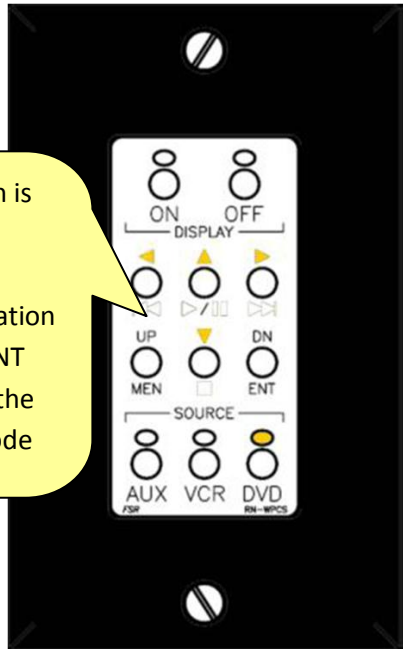 n is
ation
NT
the
ode
ON OFF
DISPLAY
UP DN
MEN ENT
SOURCE
AUX VCR DVD
FSR RN-WPCS